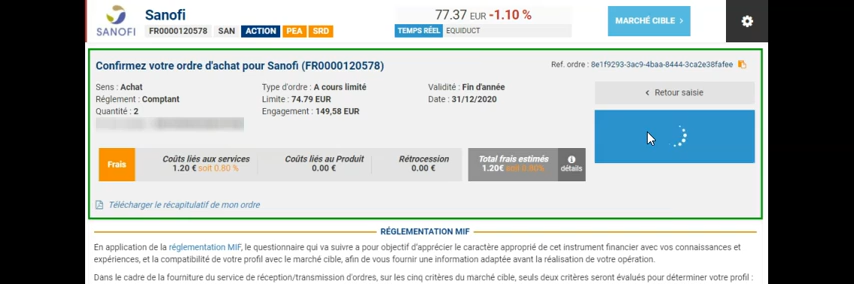 Sanofi
77.37 EUR -1.10 %
MARCHÉ CIBLE ›
SANOFI
FR0000120578 SAN ACTION PEA SRD
TEMPS RÉEL EQUIDUCT
Confirmez votre ordre d'achat pour Sanofi (FR0000120578)
Ref. ordre : 8e1f9293-3ac9-4baa-8444-3ca2e38fafee
Sens : Achat
Réglement : Comptant
Quantité : 2
Type d'ordre : A cours limité
Limite : 74.79 EUR
Engagement : 149,58 EUR
Validité : Fin d'année
Date : 31/12/2020
‹ Retour saisie
Frais
Coûts liés aux services
1.20 € soit 0.80 %
Coûts liés au Produit
0.00 €
Rétrocession
0.00 €
Total frais estimés
1.20€ soit 0.80%
détails
Télécharger le récapitulatif de mon ordre
RÉGLEMENTATION MIF
En application de la réglementation MIF, le questionnaire qui va suivre a pour objectif d'apprécier le caractère approprié de cet instrument financier avec vos connaissances et
expériences, et la compatibilité de votre profil avec le marché cible, afin de vous fournir une information adaptée avant la réalisation de votre opération.
Dans le cadre de la fourniture du service de réception/transmission d'ordres, sur les cinq critères du marché cible, seuls deux critères seront évalués pour déterminer votre profil :